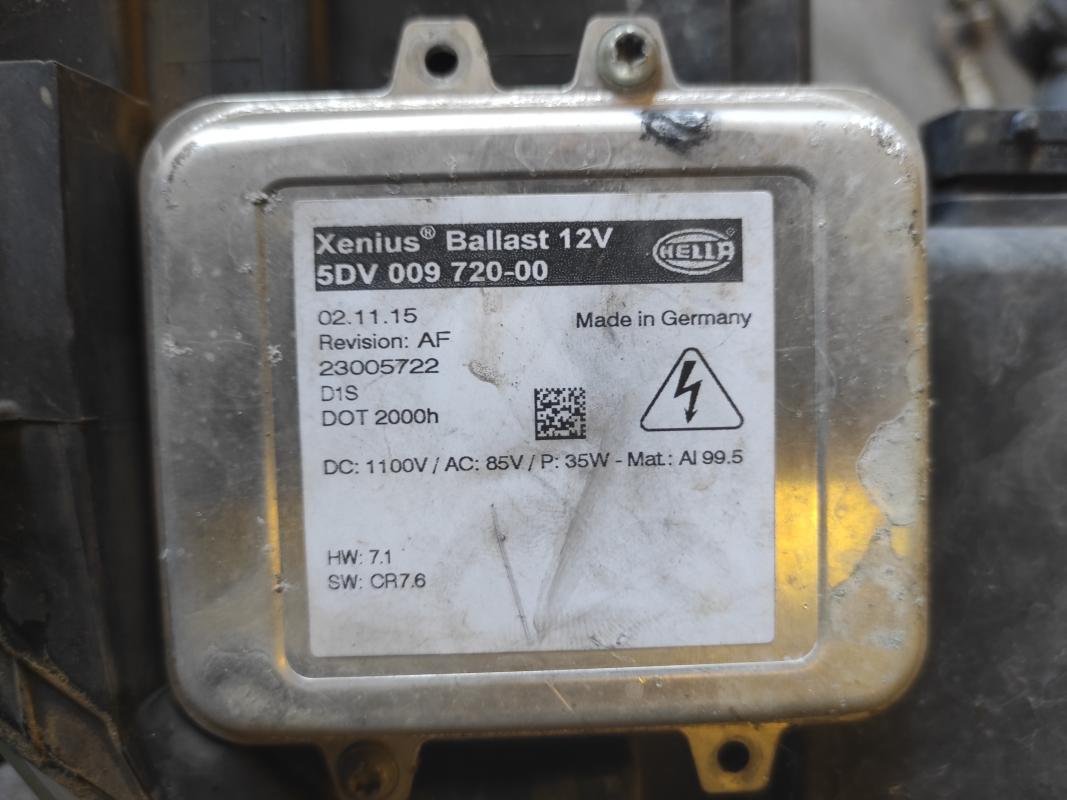 Xenius® Ballast 12V
5DV 009 720-00
HELLA
02.11.15
Made in Germany
Revision: AF
23005722
D1S
DOT 2000h
DC: 1100V / AC: 85V / P: 35W - Mat.: Al 99.5
HW: 7.1
SW: CR7.6